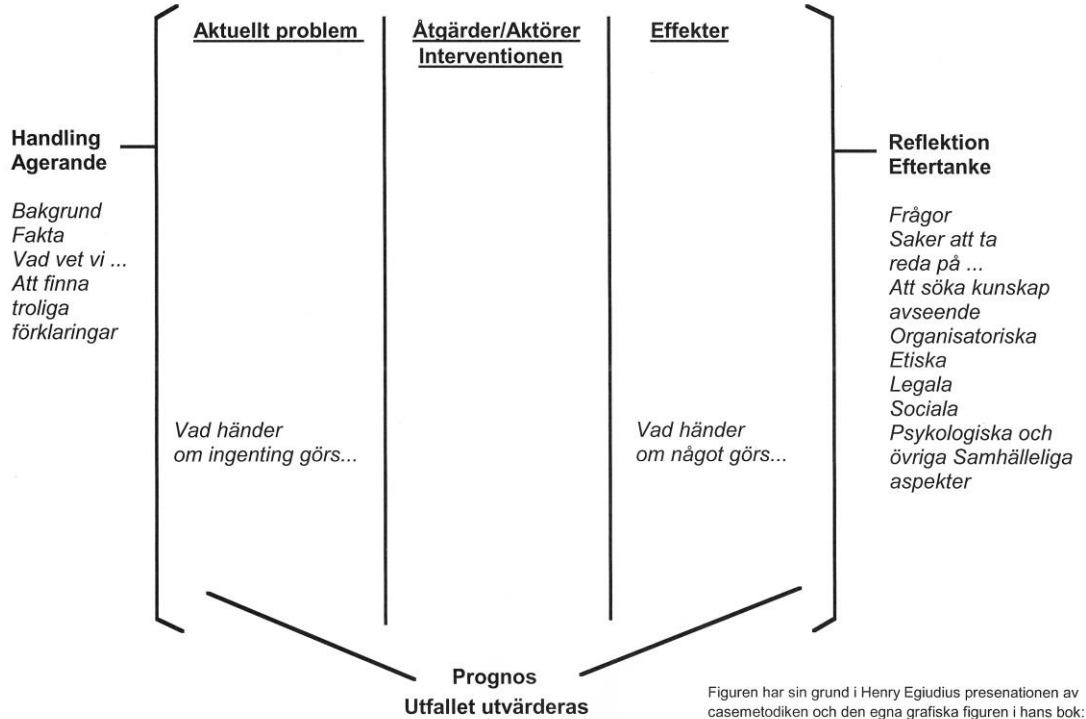 Aktuellt problem
Åtgärder/Aktörer
Interventionen
Effekter
Handling
Agerande
Bakgrund
Fakta
Vad vet vi ...
Att finna
troliga
förklaringar
Vad händer
om ingenting görs...
Vad händer
om något görs...
Reflektion
Eftertanke
Frågor
Saker att ta
reda på ...
Att söka kunskap
avseende
Organisatoriska
Etiska
Legala
Sociala
Psykologiska och
övriga Samhälleliga
aspekter
Prognos
Utfallet utvärderas
Figuren har sin grund i Henry Egiudius presenationen av
casemetodiken och den egna grafiska figuren i hans bok: